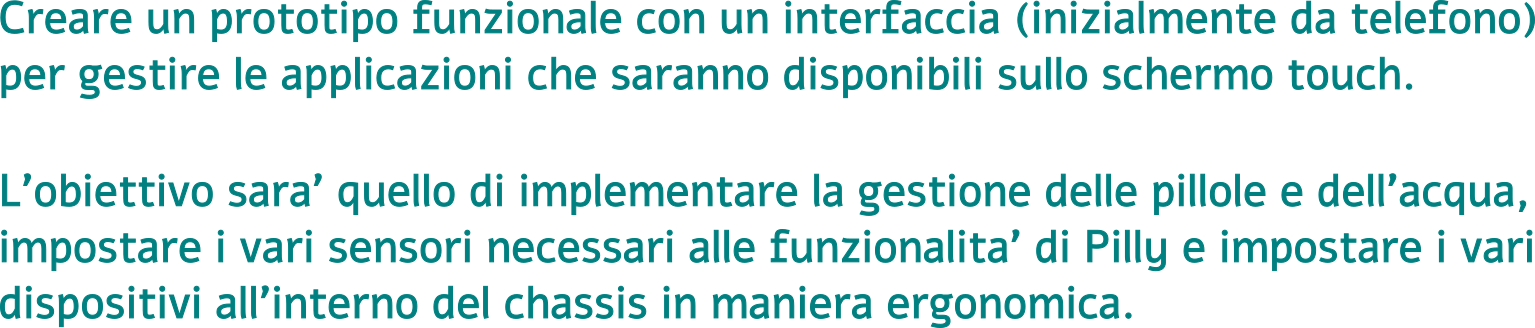 Creare un prototipo funzionale con un interfaccia (inizialmente da telefono)
per gestire le applicazioni che saranno disponibili sullo schermo touch.
L’obiettivo sara’ quello di implementare la gestione delle pillole e dell’acqua,
impostare i vari sensori necessari alle funzionalita’ di Pilly e impostare i vari
dispositivi all’interno del chassis in maniera ergonomica.